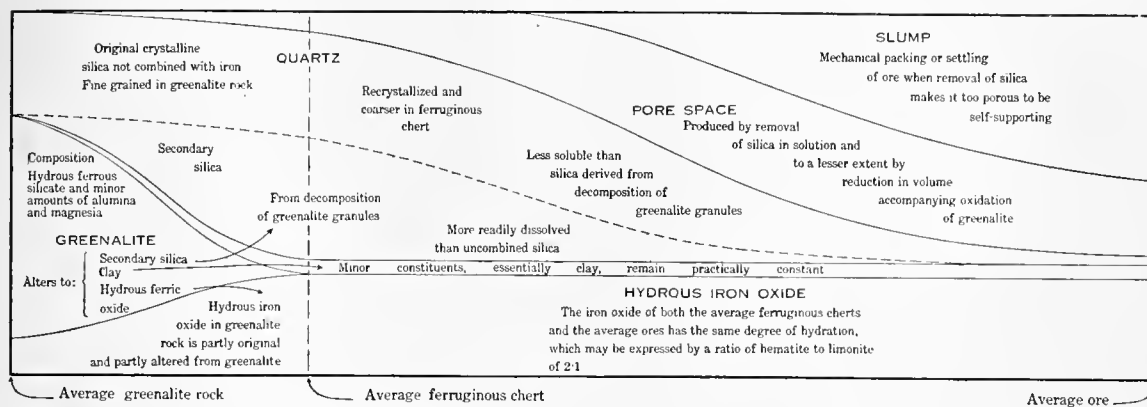 Original crystalline
silica not combined with iron
Fine grained in greenalite rock
QUARTZ
Recrystallized and
coarser in ferruginous
chert
SLUMP
Mechanical packing or settling
of ore when removal of silica
makes it too porous to be
self-supporting
PORE SPACE
Produced by removal
of silica in solution and
to a lesser extent by
reduction in volume
accompanying oxidation
of greenalite
Composition
Hydrous ferrous
silicate and minor
amounts of alumina
and magnesia
Secondary
silica
From decomposition
of greenalite granules
Less soluble than
silica derived from
decomposition of
greenalite granules
More readily dissolved
than uncombined silica
GREENALITE
Alters to:
Secondary silica
Clay
Hydrous ferric
oxide
Minor constituents, essentially clay, remain practically constant
Hydrous iron
oxide in greenalite
rock is partly original
and partly altered from greenalite
HYDROUS IRON OXIDE
The iron oxide of both the average ferruginous cherts
and the average ores has the same degree of hydration,
which may be expressed by a ratio of hematite to limonite
of 2:1
Average greenalite rock
Average ferruginous chert
Average ore